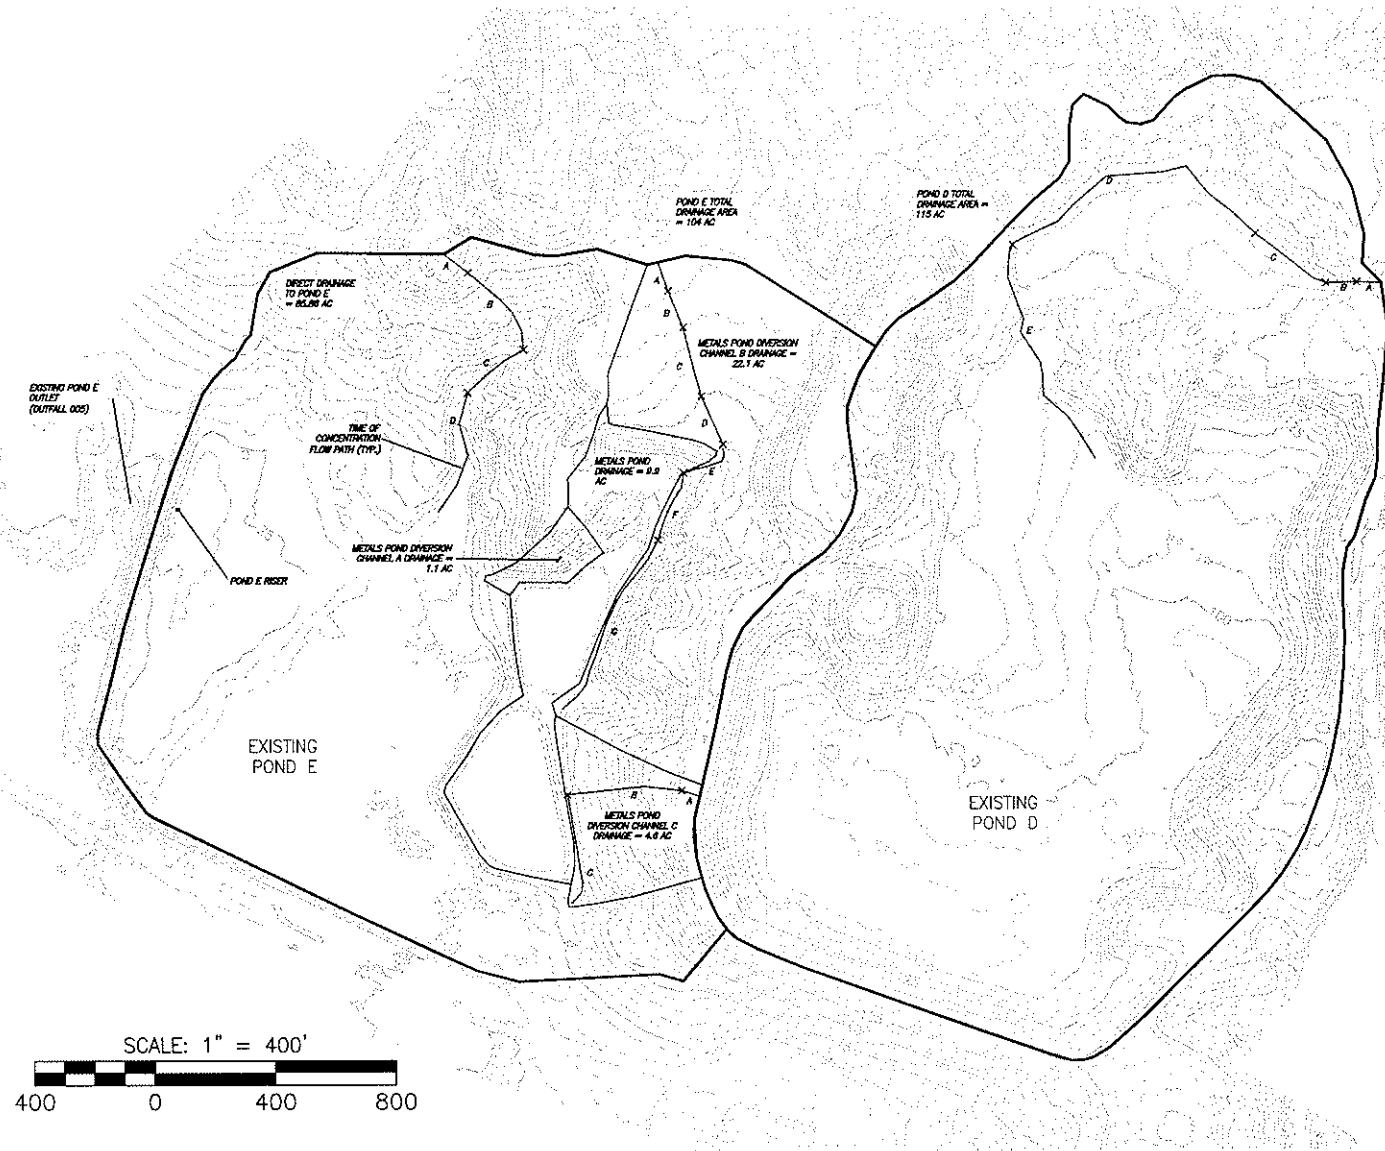 POND E TOTAL
DRAINAGE AREA
= 104 AC
POND D TOTAL
DRAINAGE AREA =
115 AC
DIRECT DRAINAGE
TO POND E
A
B
C
D
A
B
C
D
E
F
G
D
C
B
A
E
METALS POND DIVERSION
CHANNEL B DRAINAGE =
22.1 AC
EXISTING POND E
OUTLET
(OUTFALL 005)
TIME OF
CONCENTRATION
FLOW PATH (TYP.)
METALS POND
DRAINAGE = 9.9
AC
METALS POND DIVERSION
CHANNEL A DRAINAGE =
1.1 AC
POND E RISER
EXISTING
POND E
B
A
METALS POND
DIVERSION CHANNEL C
DRAINAGE = 4.6 AC
C
EXISTING
POND D
SCALE: 1" = 400'
400 0 400 800